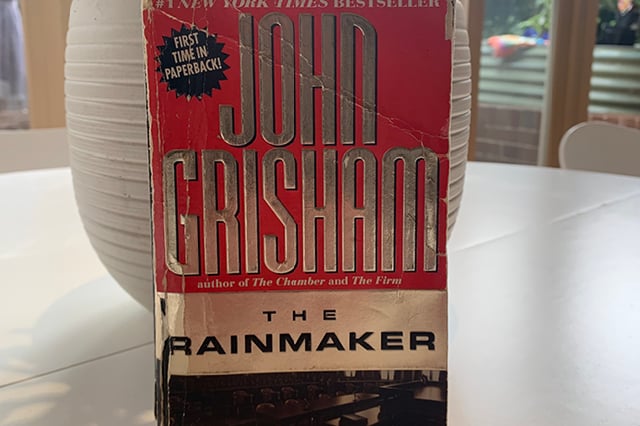 #1 NEW YORK TIMES BESTSELLER
FIRST
TIME IN
PAPERBACK!
JOHN
GRISHAM
author of The Chamber and The Firm
THE
RAINMAKER